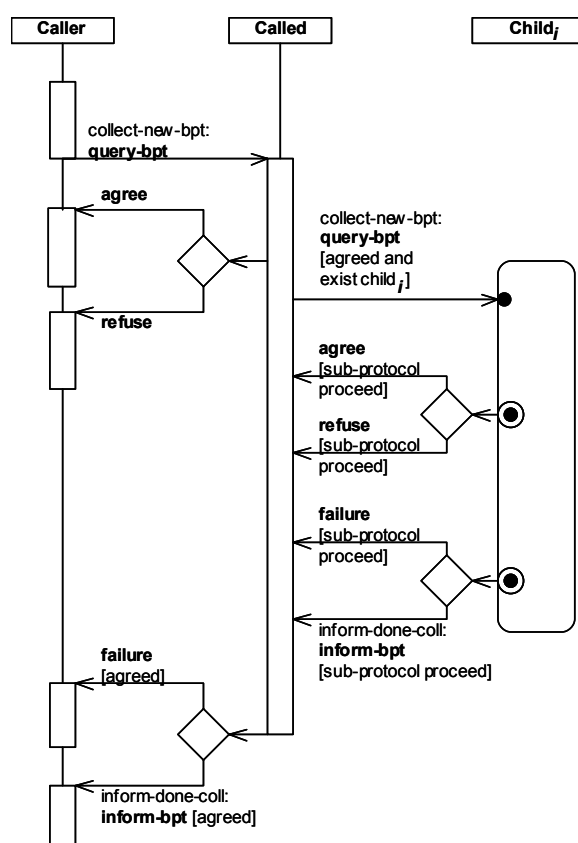 Caller
Called
Child i
collect-new-bpt:
query-bpt
agree
refuse
collect-new-bpt:
query-bpt
[agreed and
exist child i ]
agree
[sub-protocol
proceed]
refuse
[sub-protocol
proceed]
failure
[sub-protocol
proceed]
inform-done-coll:
inform-bpt
[sub-protocol proceed]
failure
[agreed]
inform-done-coll:
inform-bpt [agreed]